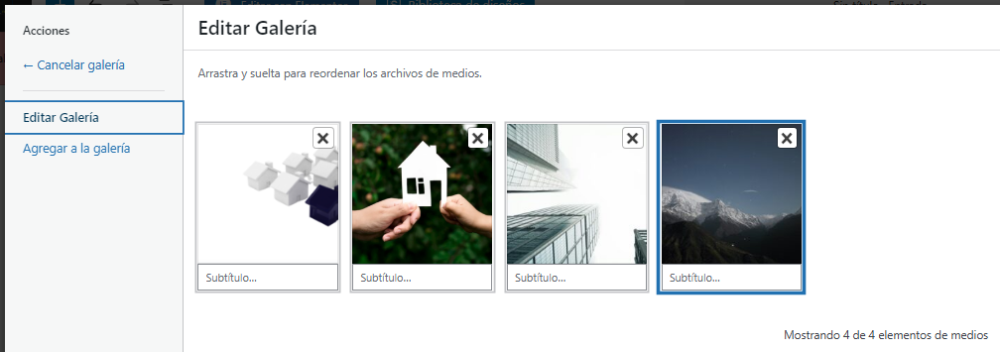 Acciones
← Cancelar galería
Editar Galería
Agregar a la galería
Editar Galería
Arrastra y suelta para reordenar los archivos de medios.
Subtítulo...
Subtítulo...
Subtítulo...
Subtítulo...
Mostrando 4 de 4 elementos de medios